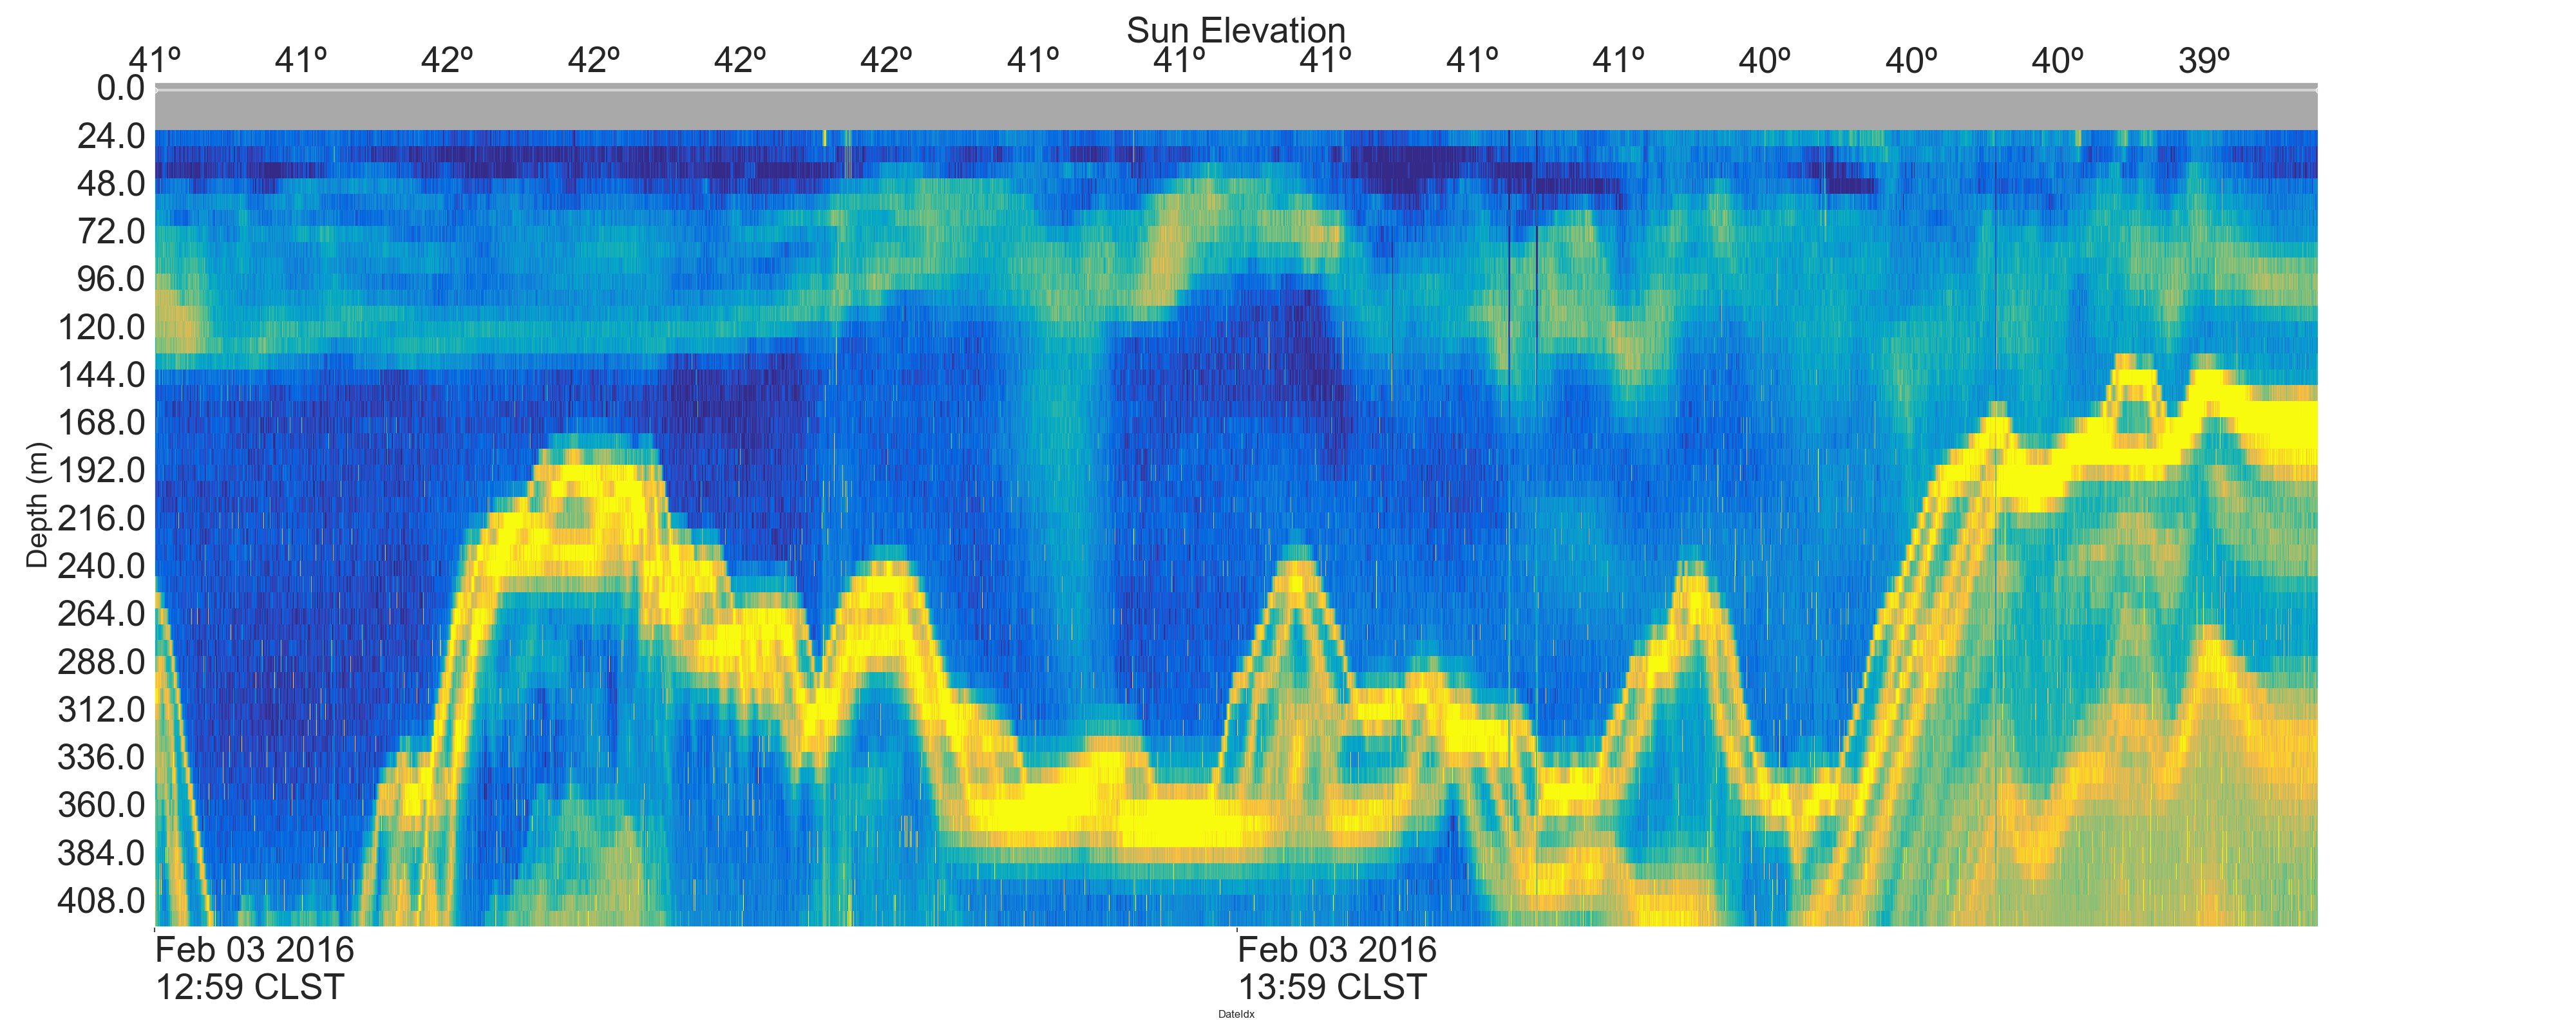 Sun Elevation
41º 41º 42º 42º 42º 42º 41º 41º 41º 41º 41º 40º 40º 40º 39º
Depth (m)
0.0
24.0
48.0
72.0
96.0
120.0
144.0
168.0
192.0
216.0
240.0
264.0
288.0
312.0
336.0
360.0
384.0
408.0
Feb 03 2016
12:59 CLST
Feb 03 2016
13:59 CLST
DateIdx